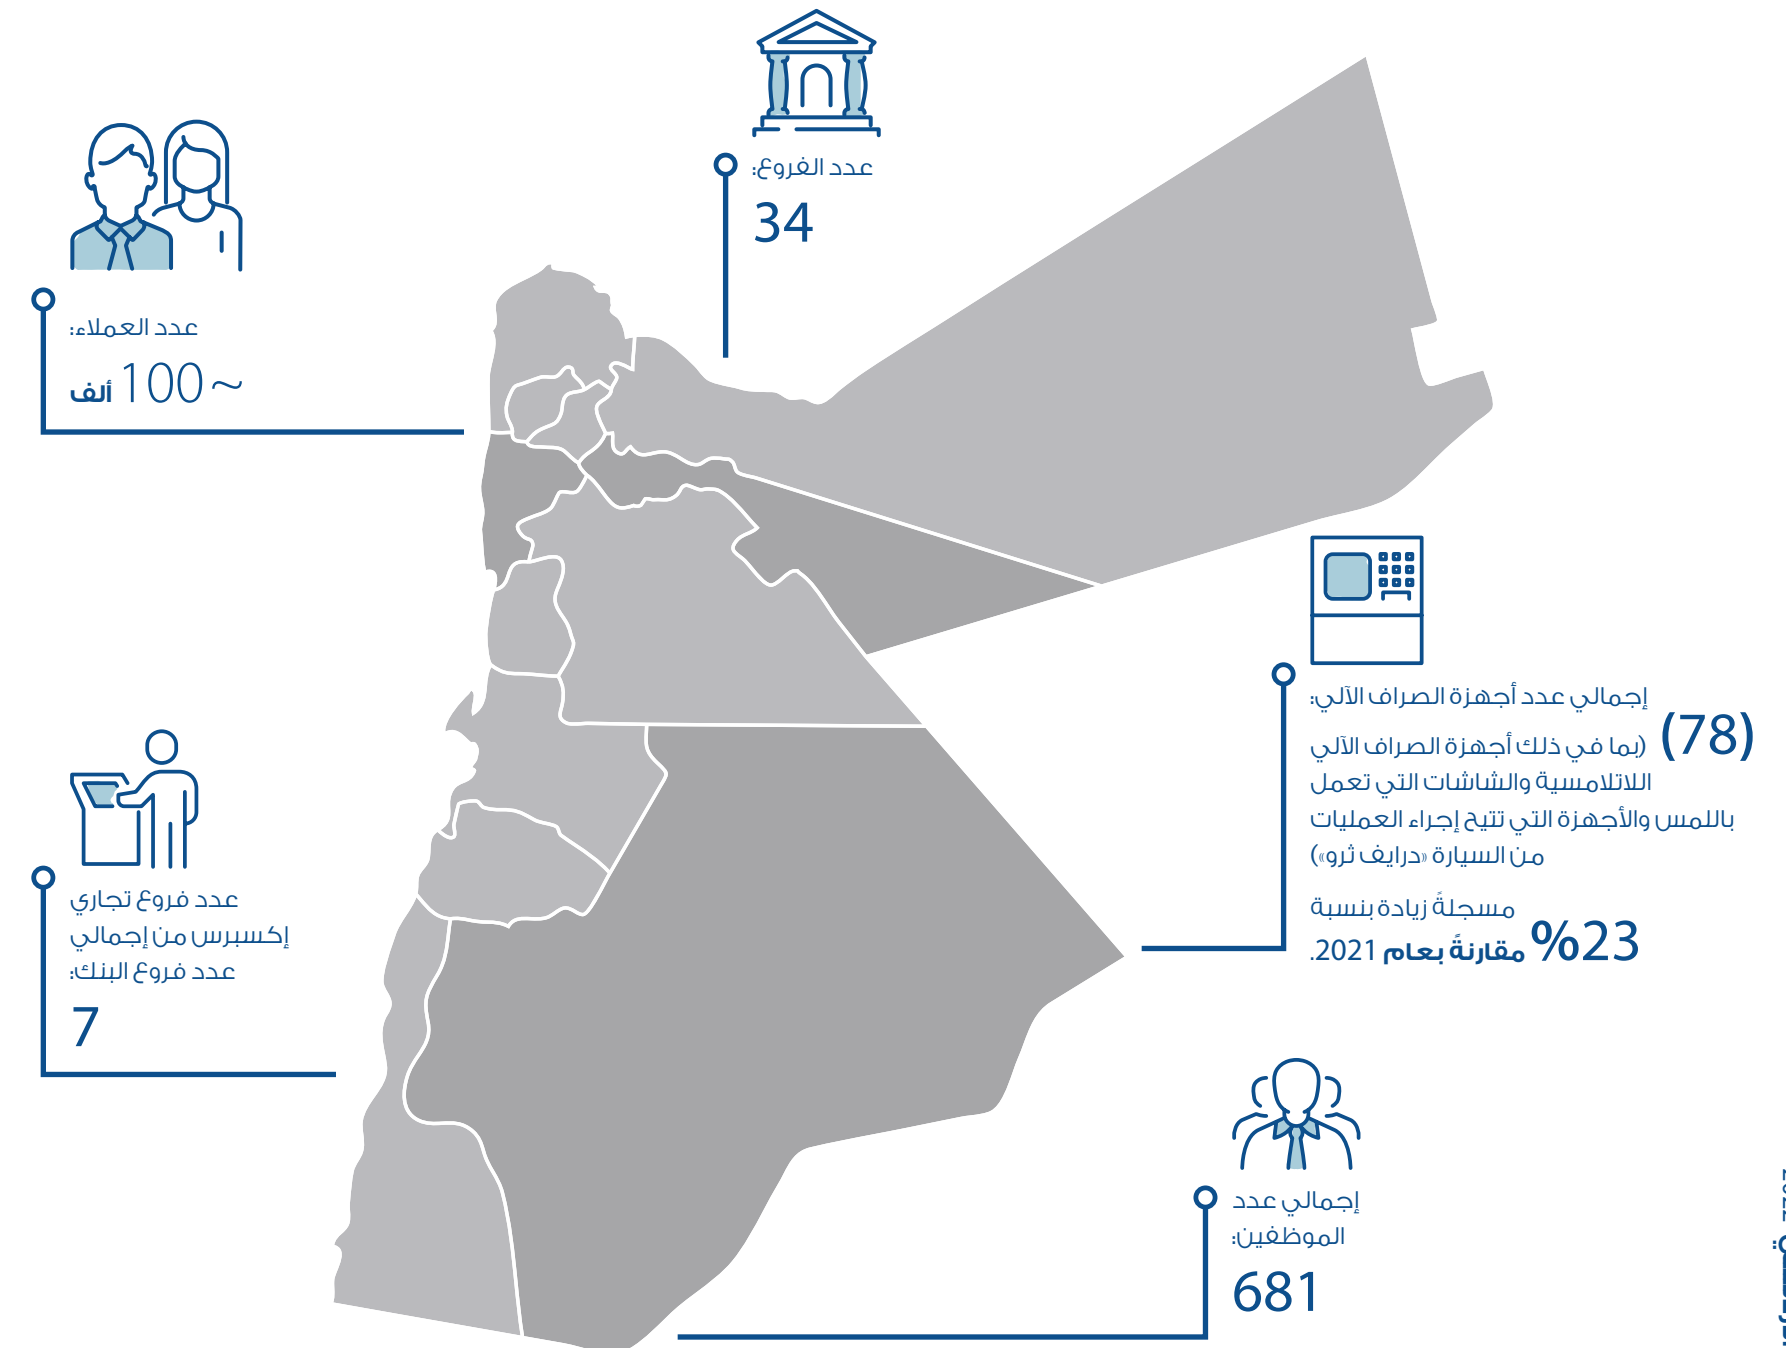 عدد الفروع:
34
عدد العملاء:
~100 ألف
إجمالي عدد أجهزة الصراف الآلي:
(78) (بما في ذلك أجهزة الصراف الآلي
اللاتلامسية والشاشات التي تعمل
باللمس والأجهزة التي تتيح إجراء العمليات
من السيارة «درايف ثرو»)
مسجلةً زيادة بنسبة
%23 مقارنةً بعام 2021.
عدد فروع تجاري
إكسبرس من إجمالي
عدد فروع البنك:
7
إجمالي عدد
الموظفين:
681